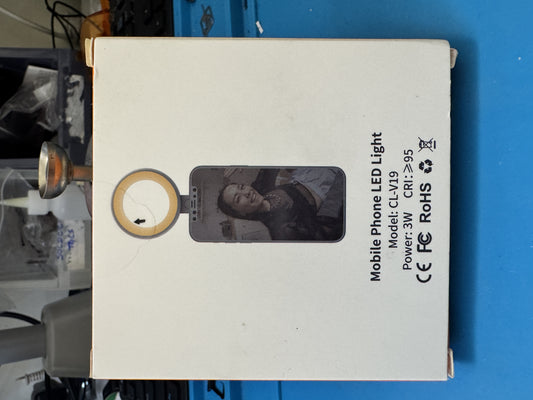 Mobile Phone LED Light
Model: CL-V19
Power: 3W CRI: ≥95
CE FC RoHS